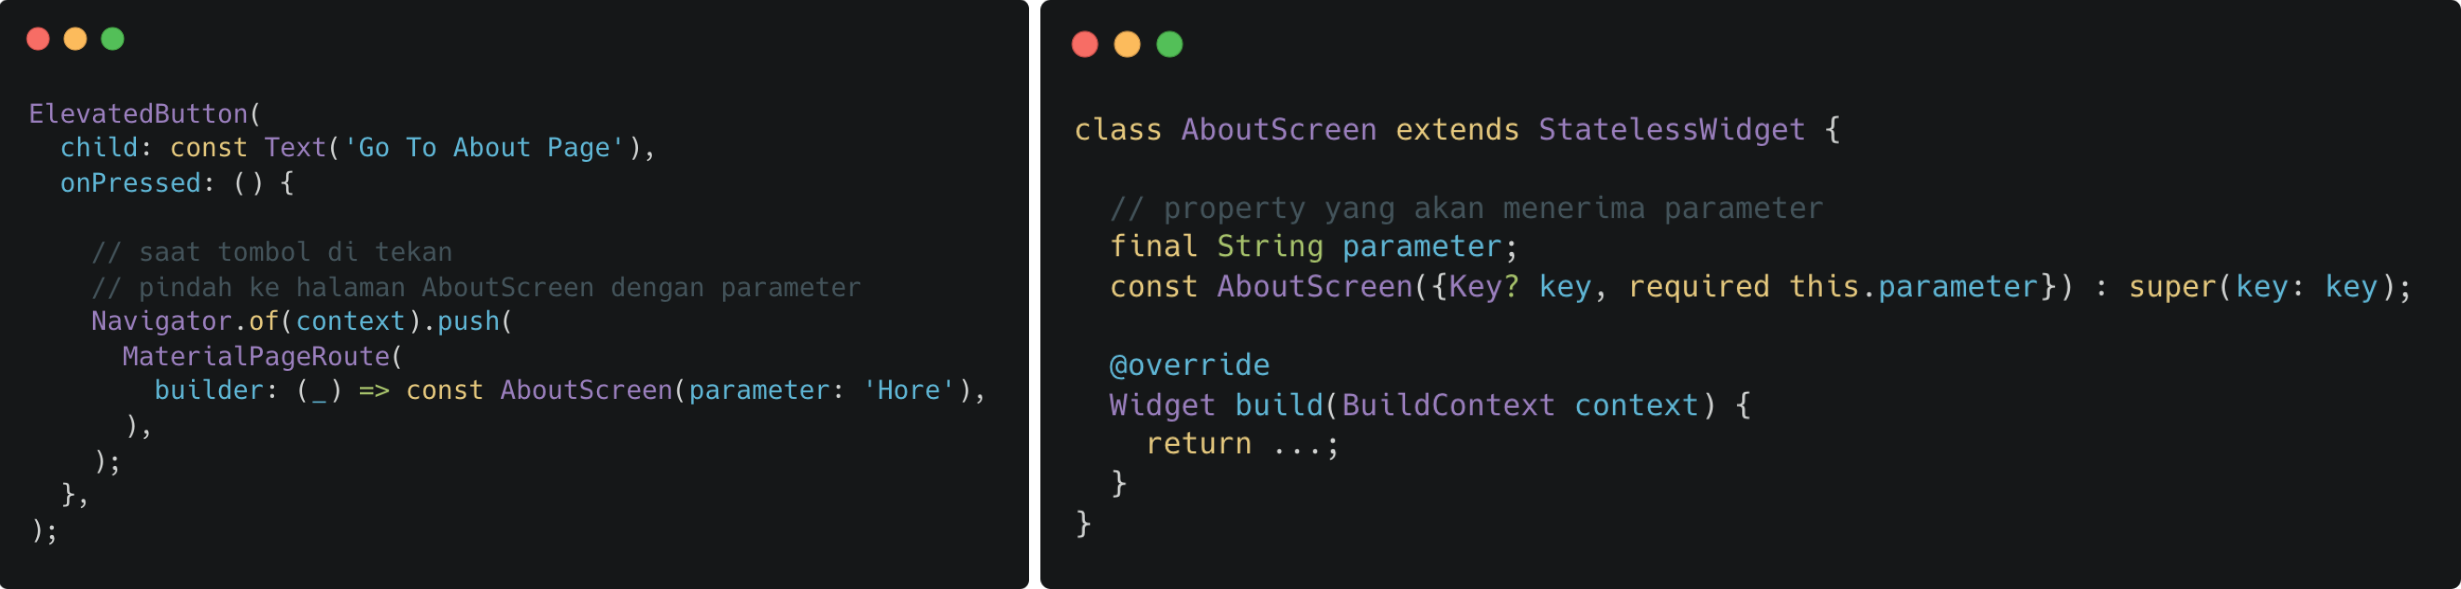 ElevatedButton(
  child: const Text('Go To About Page'),
  onPressed: () {

    // saat tombol di tekan
    // pindah ke halaman AboutScreen dengan parameter
    Navigator.of(context).push(
      MaterialPageRoute(
        builder: (_) => const AboutScreen(parameter: 'Hore'),
      ),
    );
  },
);
class AboutScreen extends StatelessWidget {

  // property yang akan menerima parameter
  final String parameter;
  const AboutScreen({Key? key, required this.parameter}) : super(key: key);

  @override
  Widget build(BuildContext context) {
    return ...;
  }
}